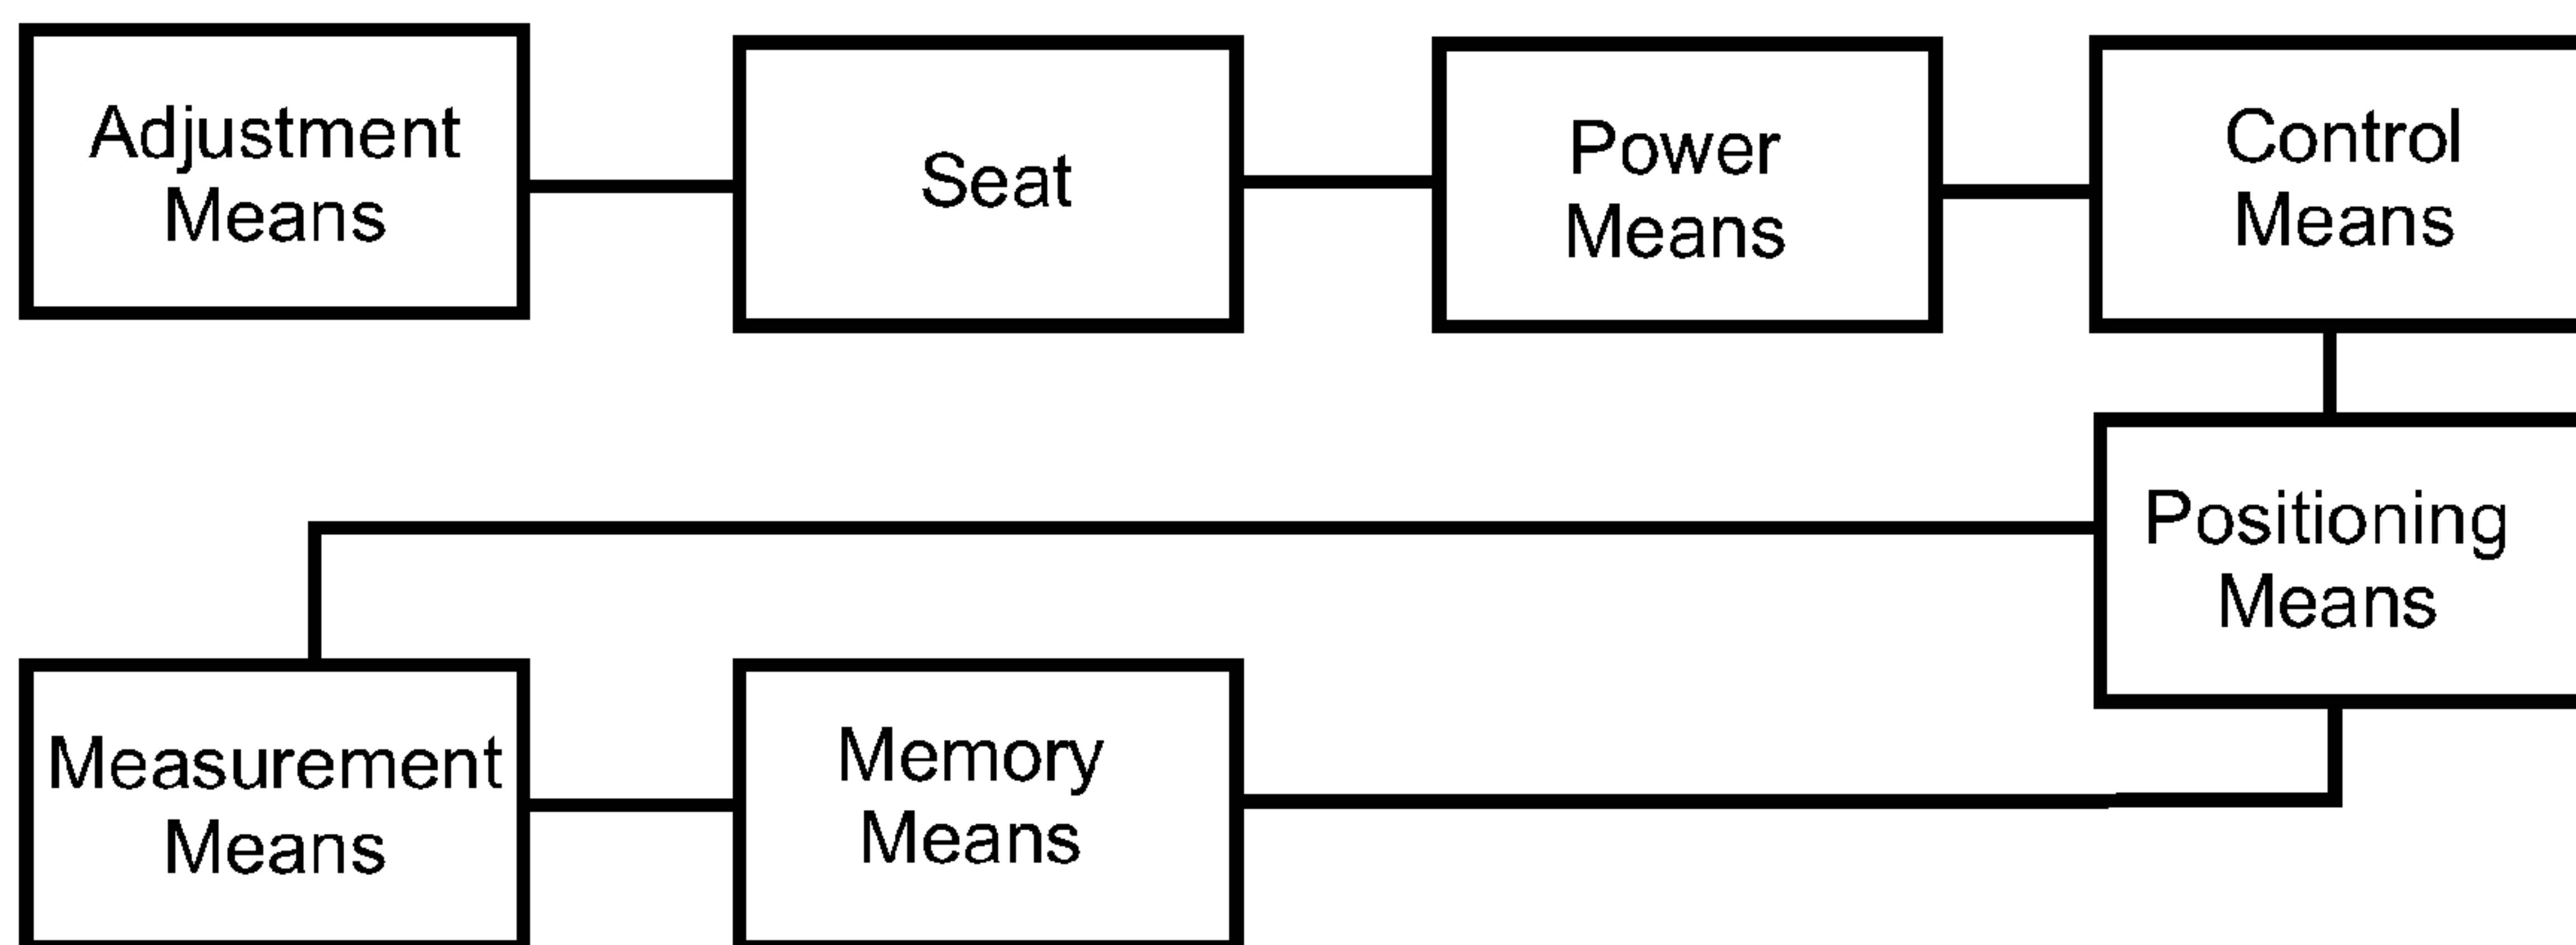 Adjustment
Means
Seat
Power
Means
Control
Means
Positioning
Means
Measurement
Means
Memory
Means